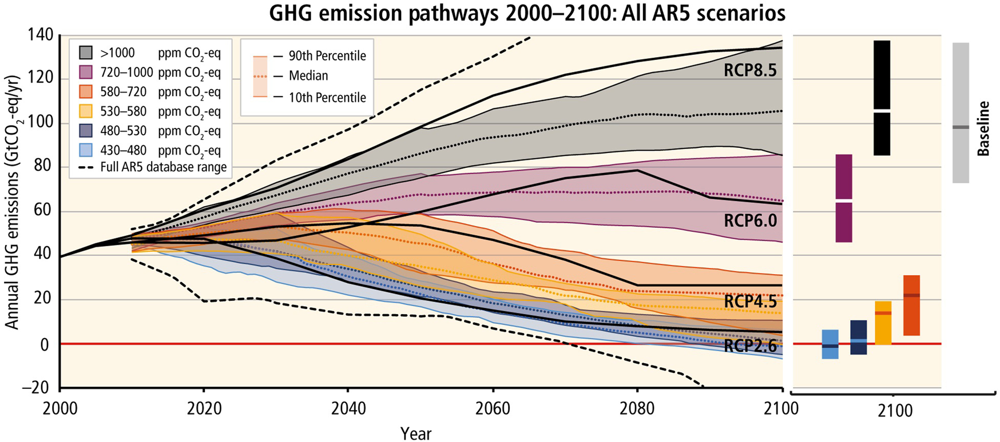 GHG emission pathways 2000–2100: All AR5 scenarios
Annual GHG emissions (GtCO2-eq/yr)
140
120
100
80
60
40
20
0
–20
>1000 ppm CO2-eq
720–1000 ppm CO2-eq
580–720 ppm CO2-eq
530–580 ppm CO2-eq
480–530 ppm CO2-eq
430–480 ppm CO2-eq
Full AR5 database range
90th Percentile
Median
10th Percentile
RCP8.5
RCP6.0
RCP4.5
RCP2.6
Baseline
2000
2020
2040
2060
2080
2100
2100
Year